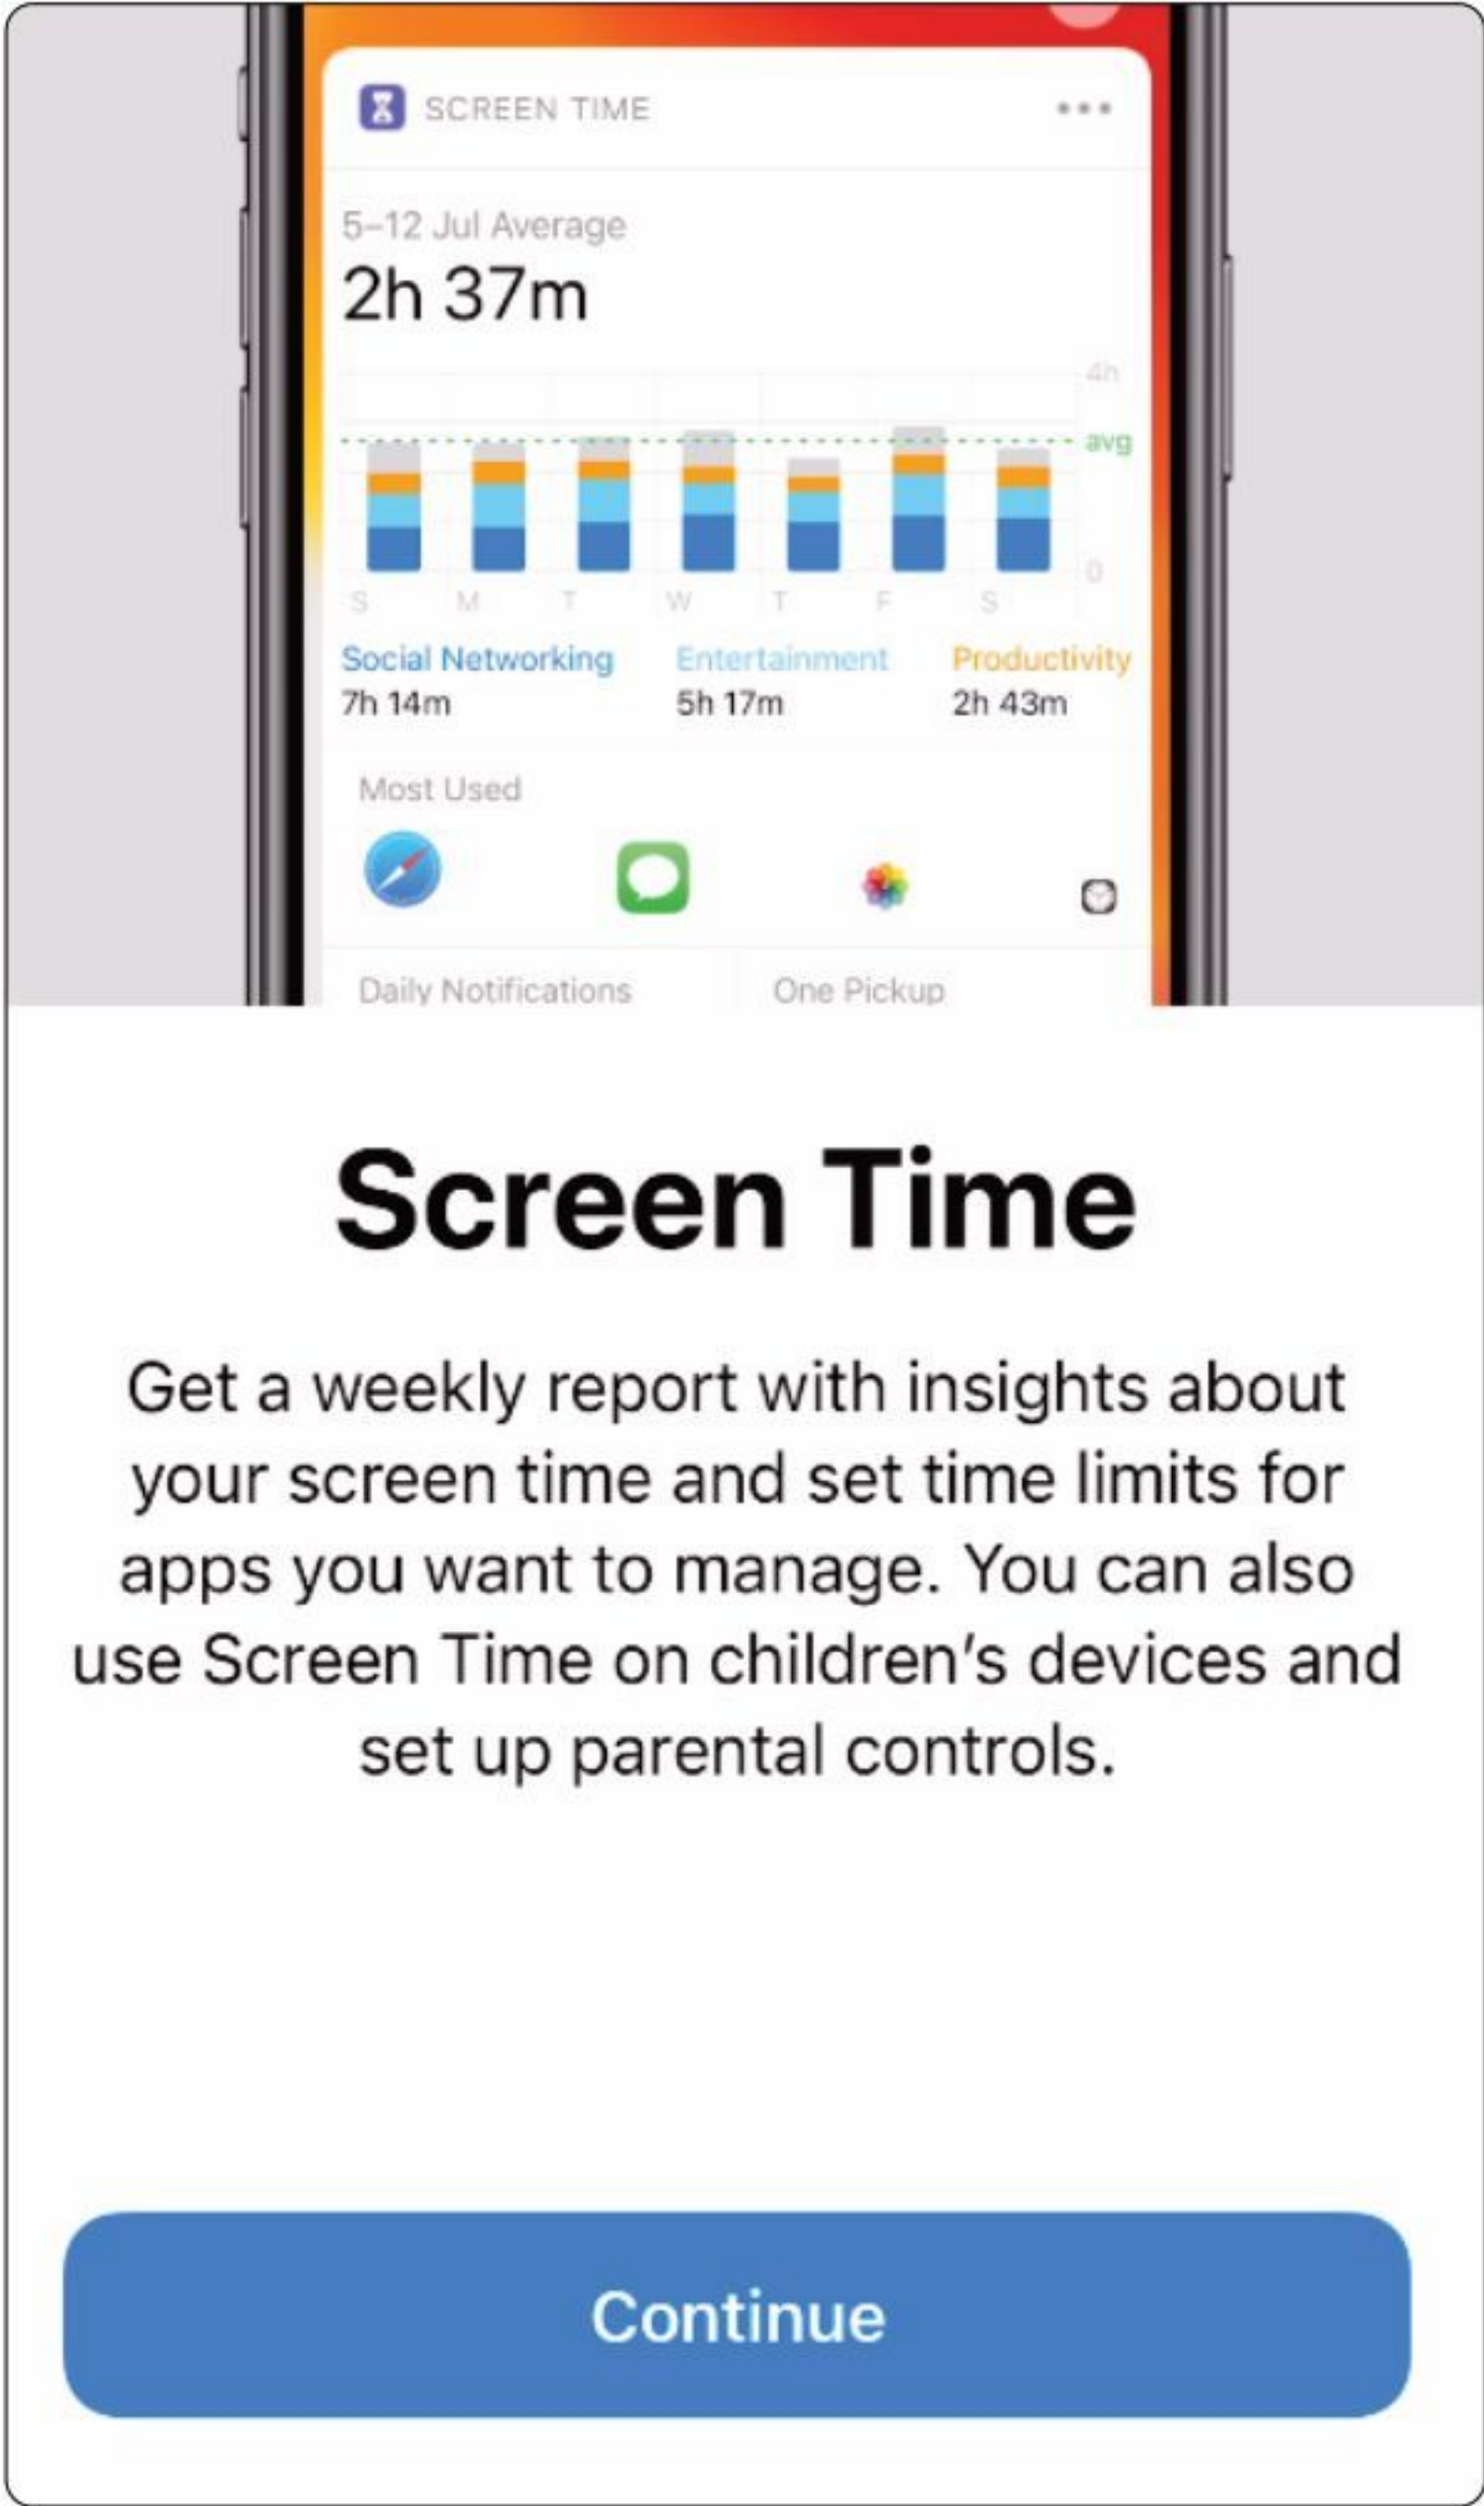 SCREEN TIME
5–12 Jul Average
2h 37m
4h
avg
0
S M T W T F S
Social Networking Entertainment Productivity
7h 14m 5h 17m 2h 43m
Most Used
Daily Notifications One Pickup
Screen Time
Get a weekly report with insights about
your screen time and set time limits for
apps you want to manage. You can also
use Screen Time on children’s devices and
set up parental controls.
Continue